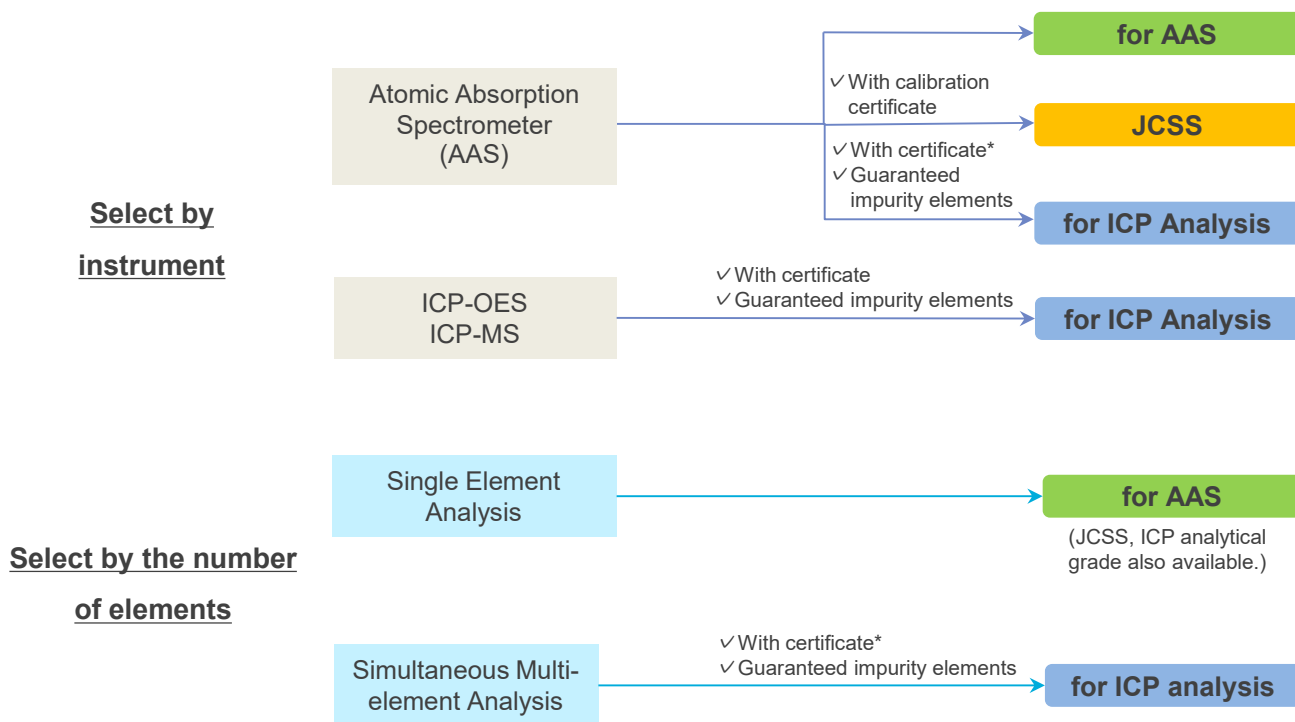 for AAS
✓ With calibration
certificate
Atomic Absorption
Spectrometer
(AAS)
JCSS
✓ With certificate*
✓ Guaranteed
impurity elements
for ICP Analysis
Select by
instrument
✓ With certificate
✓ Guaranteed impurity elements
ICP-OES
ICP-MS
for ICP Analysis
Single Element
Analysis
for AAS
(JCSS, ICP analytical
grade also available.)
Select by the number
of elements
✓ With certificate*
✓ Guaranteed impurity elements
Simultaneous Multi-
element Analysis
for ICP analysis